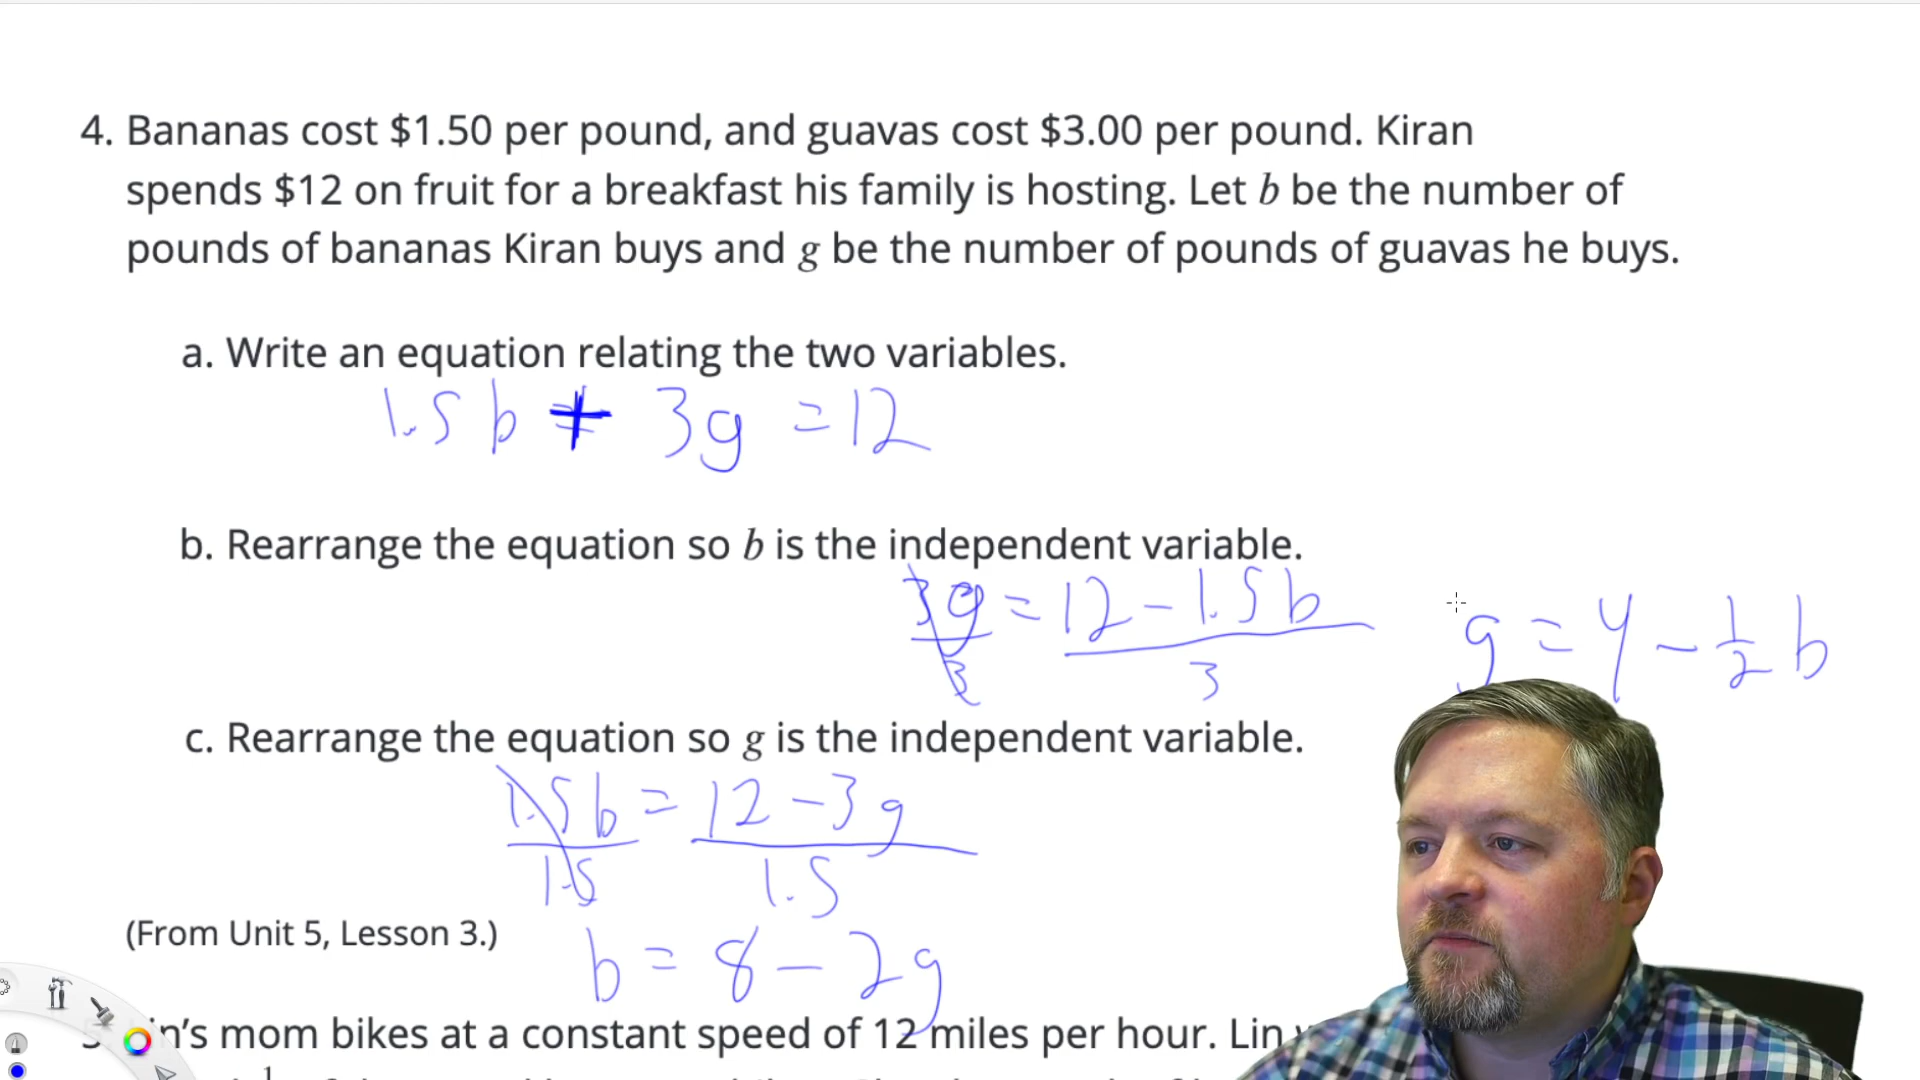 4. Bananas cost $1.50 per pound, and guavas cost $3.00 per pound. Kiran
spends $12 on fruit for a breakfast his family is hosting. Let b be the number of
pounds of bananas Kiran buys and g be the number of pounds of guavas he buys.
a. Write an equation relating the two variables.
1.5b + 3g = 12
b. Rearrange the equation so b is the independent variable.
3g = 12 - 1.5b
3 3
g = 4 - 1/2 b
c. Rearrange the equation so g is the independent variable.
1.5b = 12 - 3g
1.5 1.5
(From Unit 5, Lesson 3.)
b = 8 - 2g
n's mom bikes at a constant speed of 12 miles per hour. Lin